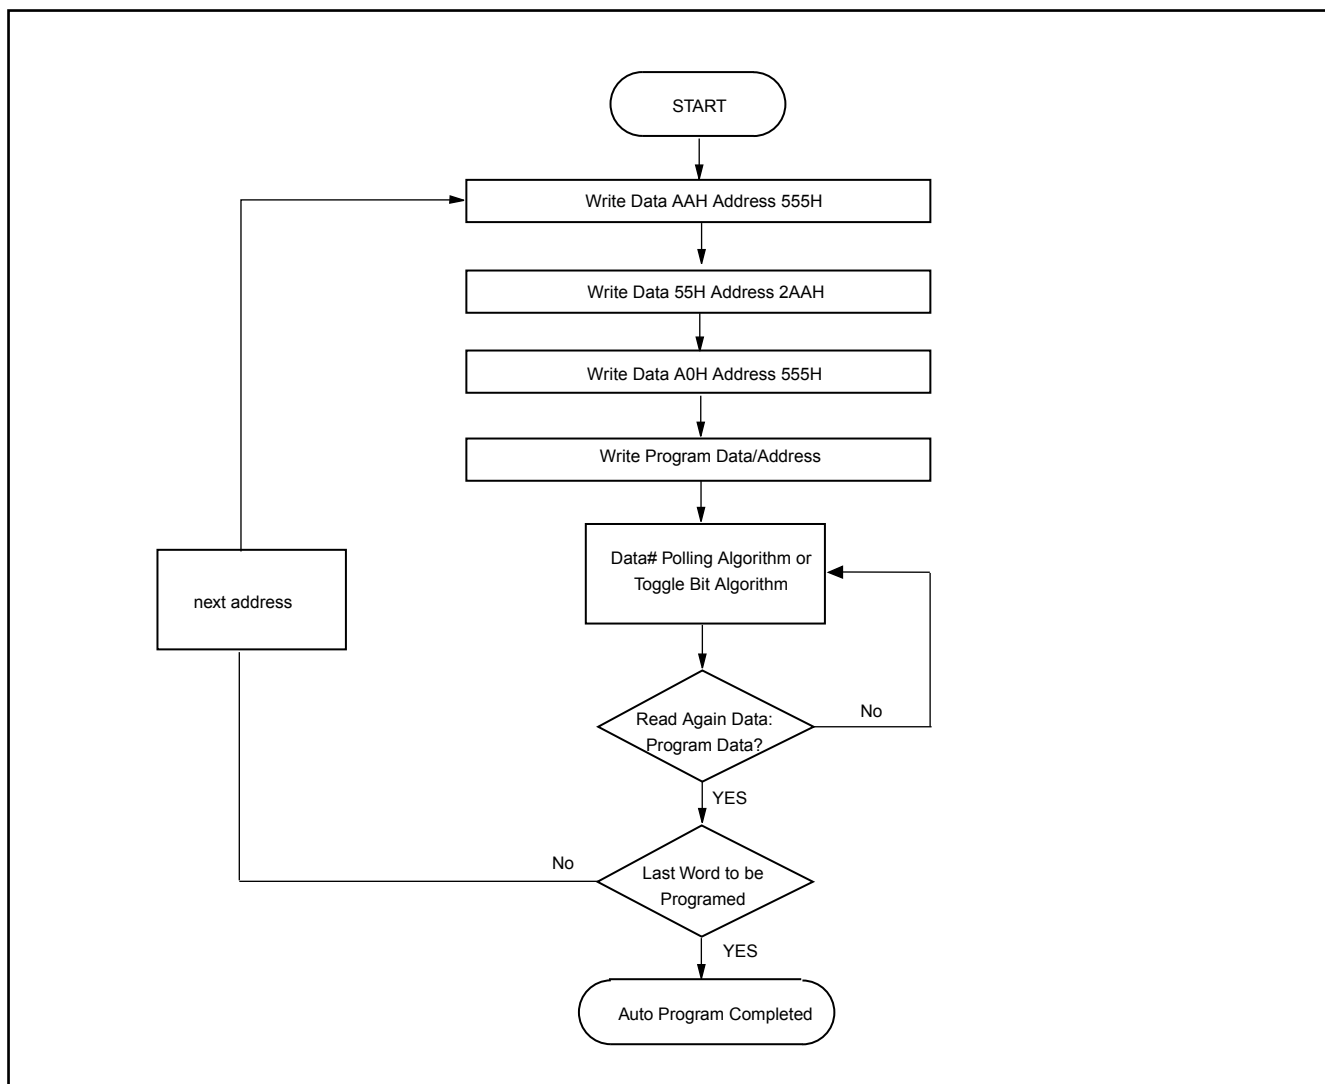 START
Write Data AAH Address 555H
Write Data 55H Address 2AAH
Write Data A0H Address 555H
Write Program Data/Address
Data# Polling Algorithm or
Toggle Bit Algorithm
next address
Read Again Data:
Program Data?
No
YES
No
Last Word to be
Programed
YES
Auto Program Completed